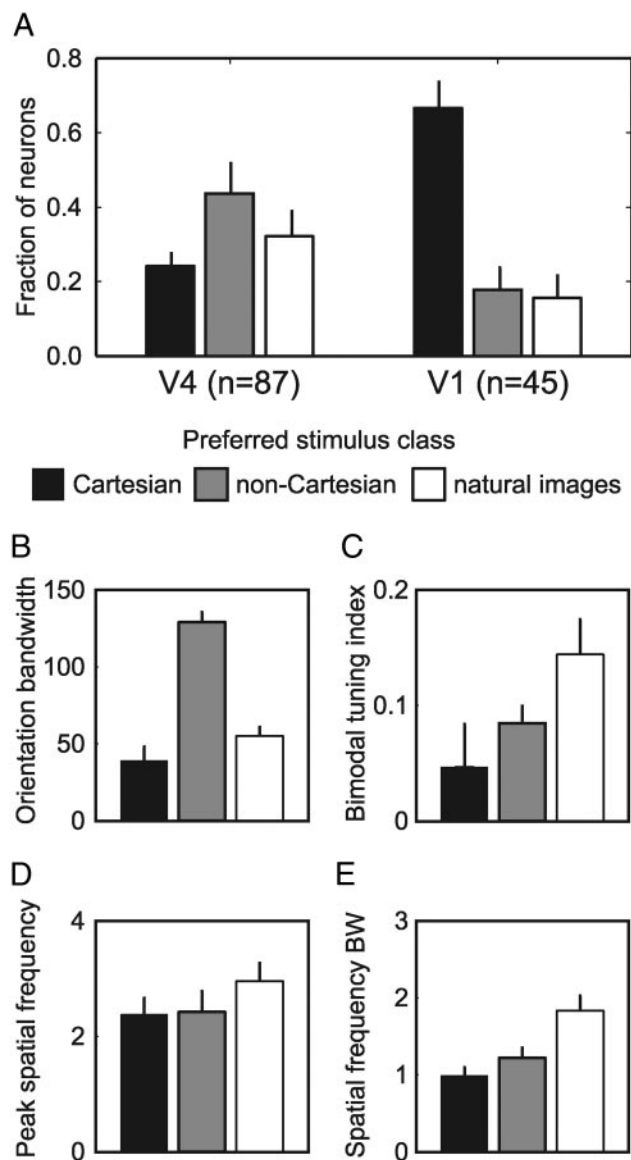 A
Fraction of neurons
0.8
0.6
0.4
0.2
0.0
V4 (n=87) V1 (n=45)
Preferred stimulus class
Cartesian non-Cartesian natural images
B
Orientation bandwidth
150
100
50
0
C
Bimodal tuning index
0.2
0.1
0
D
Peak spatial frequency
4
2
0
E
Spatial frequency BW
3
2
1
0